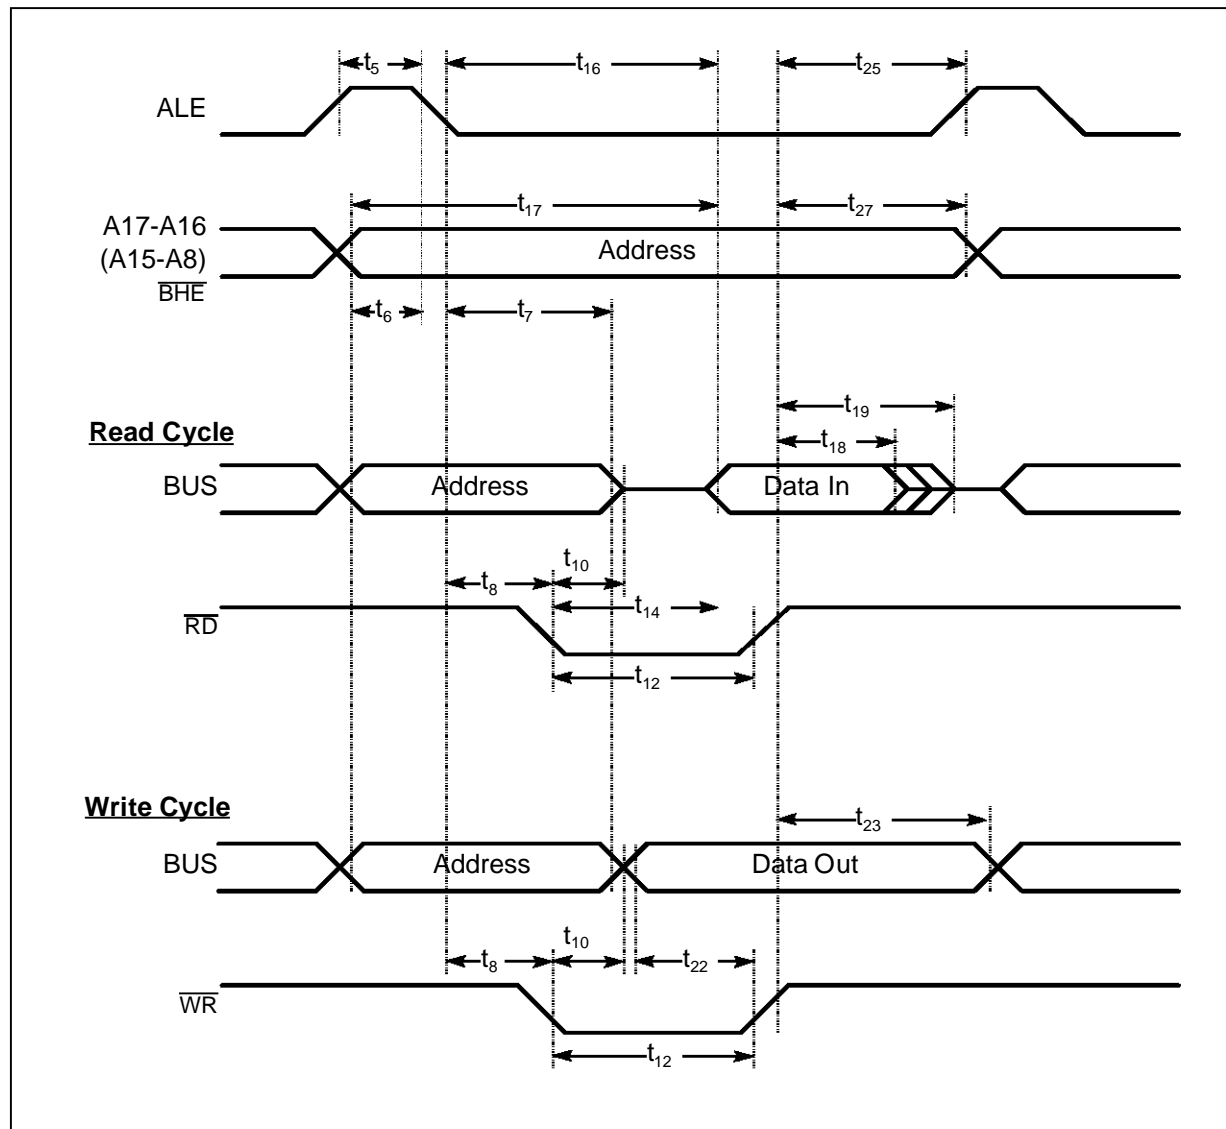 t5 t16 t25
ALE
t17 t27
A17-A16
(A15-A8) Address
BHE
t6 t7
t19
Read Cycle t18
BUS Address Data In
t10
t8
t14
RD
t12
Write Cycle
t23
BUS Address Data Out
t10
t8 t22
WR
t12